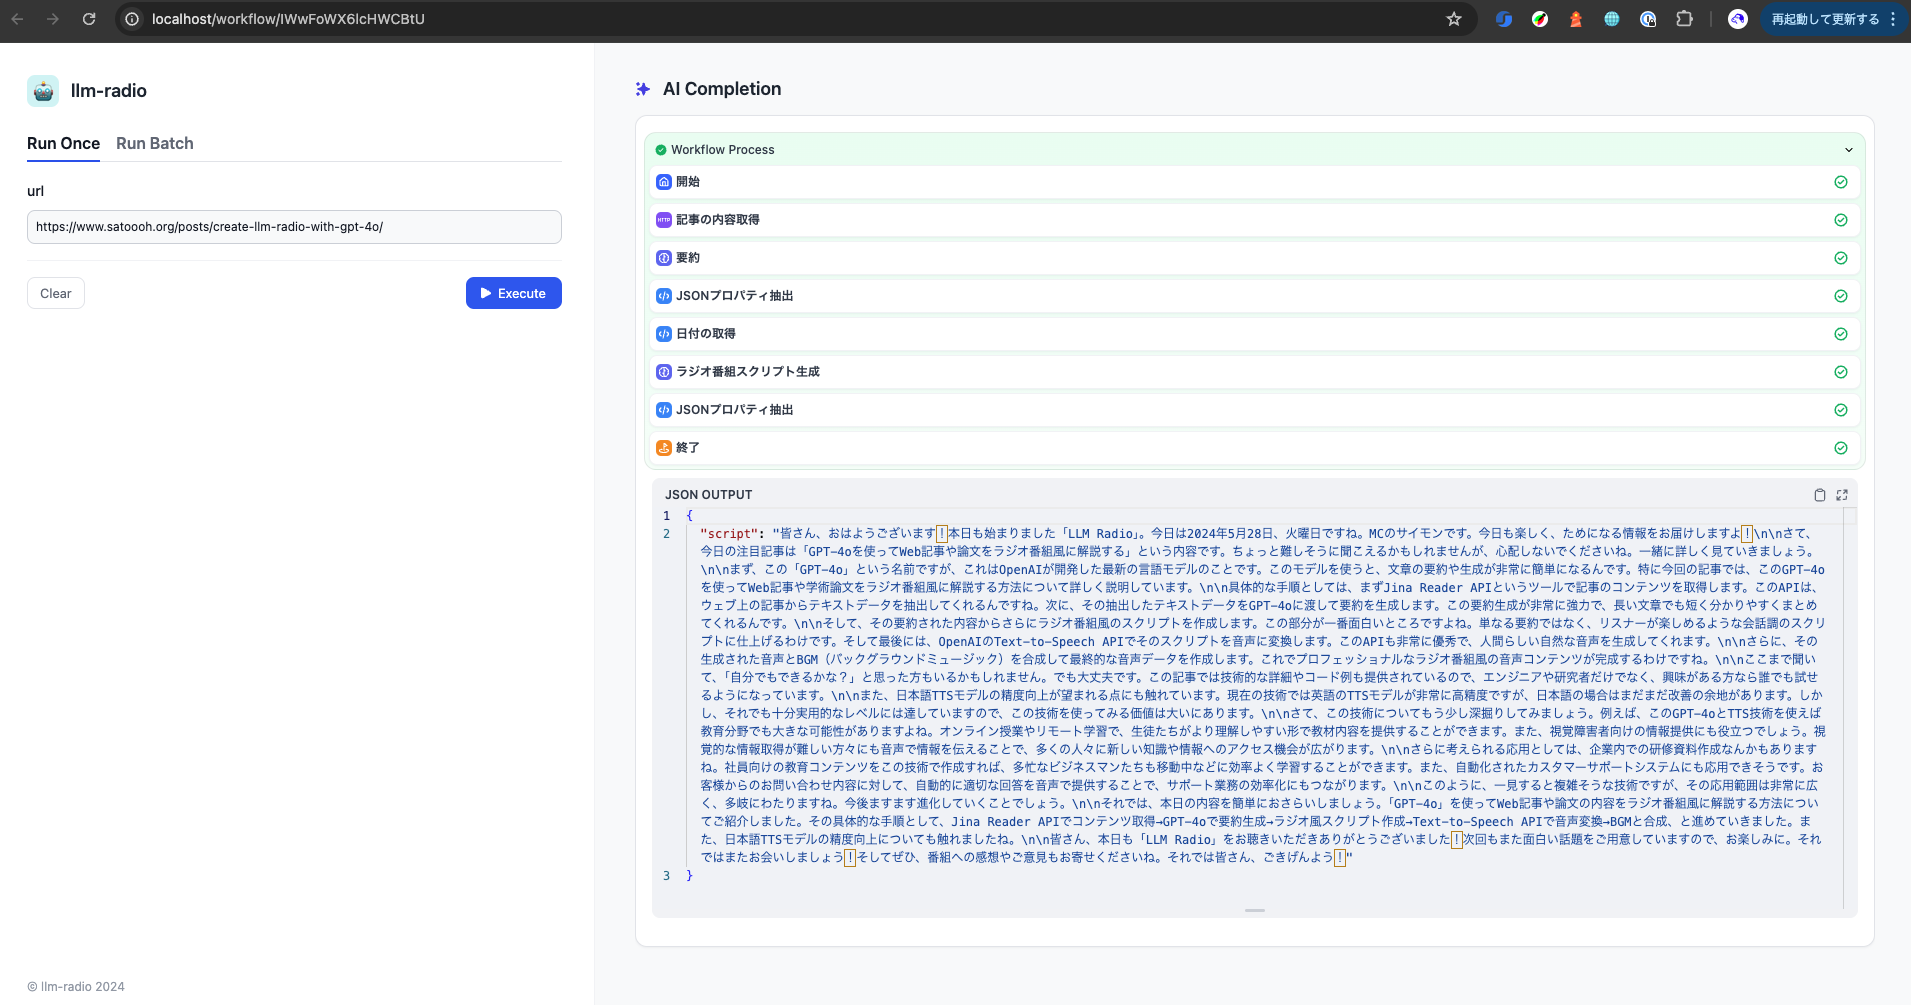 localhost/workflow/IWwFoWX6lcHWCBtU
再起動して更新する
llm-radio
Run Once
Run Batch
url
https://www.satoooh.org/posts/create-llm-radio-with-gpt-4o/
Clear
Execute
© llm-radio 2024
AI Completion
Workflow Process
開始
HTTP 記事の内容取得
要約
JSONプロパティ抽出
日付の取得
ラジオ番組スクリプト生成
JSONプロパティ抽出
終了
JSON OUTPUT
1 {
2 "script": "皆さん、おはようございます！本日も始まりました「LLM Radio」。今日は2024年5月28日、火曜日ですね。MCのサイモンです。今日も楽しく、ためになる情報をお届けしますよ！\n\nさて、
今日の注目記事は「GPT-4oを使ってWeb記事や論文をラジオ番組風に解説する」という内容です。ちょっと難しそうに聞こえるかもしれませんが、心配しないでくださいね。一緒に詳しく見ていきましょう。
\n\nまず、この「GPT-4o」という名前ですが、これはOpenAIが開発した最新の言語モデルのことです。このモデルを使うと、文章の要約や生成が非常に簡単になるんです。特に今回の記事では、このGPT-4o
を使ってWeb記事や学術論文をラジオ番組風に解説する方法について詳しく説明しています。\n\n具体的な手順としては、まずJina Reader APIというツールで記事のコンテンツを取得します。このAPIは、
ウェブ上の記事からテキストデータを抽出してくれるんですね。次に、その抽出したテキストデータをGPT-4oに渡して要約を生成します。この要約生成が非常に強力で、長い文章でも短く分かりやすくまとめ
てくれるんです。\n\nそして、その要約された内容からさらにラジオ番組風のスクリプトを作成します。この部分が一番面白いところですよね。単なる要約ではなく、リスナーが楽しめるような会話調のスクリ
プトに仕上げるわけです。そして最後には、OpenAIのText-to-Speech APIでそのスクリプトを音声に変換します。このAPIも非常に優秀で、人間らしい自然な音声を生成してくれます。\n\nさらに、その
生成された音声とBGM（バックグラウンドミュージック）を合成して最終的な音声データを作成します。これでプロフェッショナルなラジオ番組風の音声コンテンツが完成するわけですね。\n\nここまで聞い
て、「自分でもできるかな？」と思った方もいるかもしれません。でも大丈夫です。この記事では技術的な詳細やコード例も提供されているので、エンジニアや研究者だけでなく、興味がある方なら誰でも試せ
るようになっています。\n\nまた、日本語TTSモデルの精度向上が望まれる点にも触れています。現在の技術では英語のTTSモデルが非常に高精度ですが、日本語の場合はまだまだ改善の余地があります。しか
し、それでも十分実用的なレベルには達していますので、この技術を使ってみる価値は大いにあります。\n\nさて、この技術についてもう少し深掘りしてみましょう。例えば、このGPT-4oとTTS技術を使えば
教育分野でも大きな可能性がありますよね。オンライン授業やリモート学習で、生徒たちがより理解しやすい形で教材内容を提供することができます。また、視覚障害者向けの情報提供にも役立つでしょう。視
覚的な情報取得が難しい方々にも音声で情報を伝えることで、多くの人々に新しい知識や情報へのアクセス機会が広がります。\n\nさらに考えられる応用としては、企業内での研修資料作成なんかもあります
ね。社員向けの教育コンテンツをこの技術で作成すれば、多忙なビジネスマンたちも移動中などに効率よく学習することができます。また、自動化されたカスタマーサポートシステムにも応用できそうです。お
客様からのお問い合わせ内容に対して、自動的に適切な回答を音声で提供することで、サポート業務の効率化にもつながります。\n\nこのように、一見すると複雑そうな技術ですが、その応用範囲は非常に広
く、多岐にわたりますね。今後ますます進化していくことでしょう。\n\nそれでは、本日の内容を簡単におさらいしましょう。「GPT-4o」を使ってWeb記事や論文の内容をラジオ番組風に解説する方法につい
てご紹介しました。その具体的な手順として、Jina Reader APIでコンテンツ取得→GPT-4oで要約生成→ラジオ風スクリプト作成→Text-to-Speech APIで音声変換→BGMと合成、と進めていきました。ま
た、日本語TTSモデルの精度向上についても触れましたね。\n\n皆さん、本日も「LLM Radio」をお聴きいただきありがとうございました！次回もまた面白い話題をご用意していますので、お楽しみに。それ
ではまたお会いしましょう！そしてぜひ、番組への感想やご意見もお寄せくださいね。それでは皆さん、ごきげんよう！"
3 }